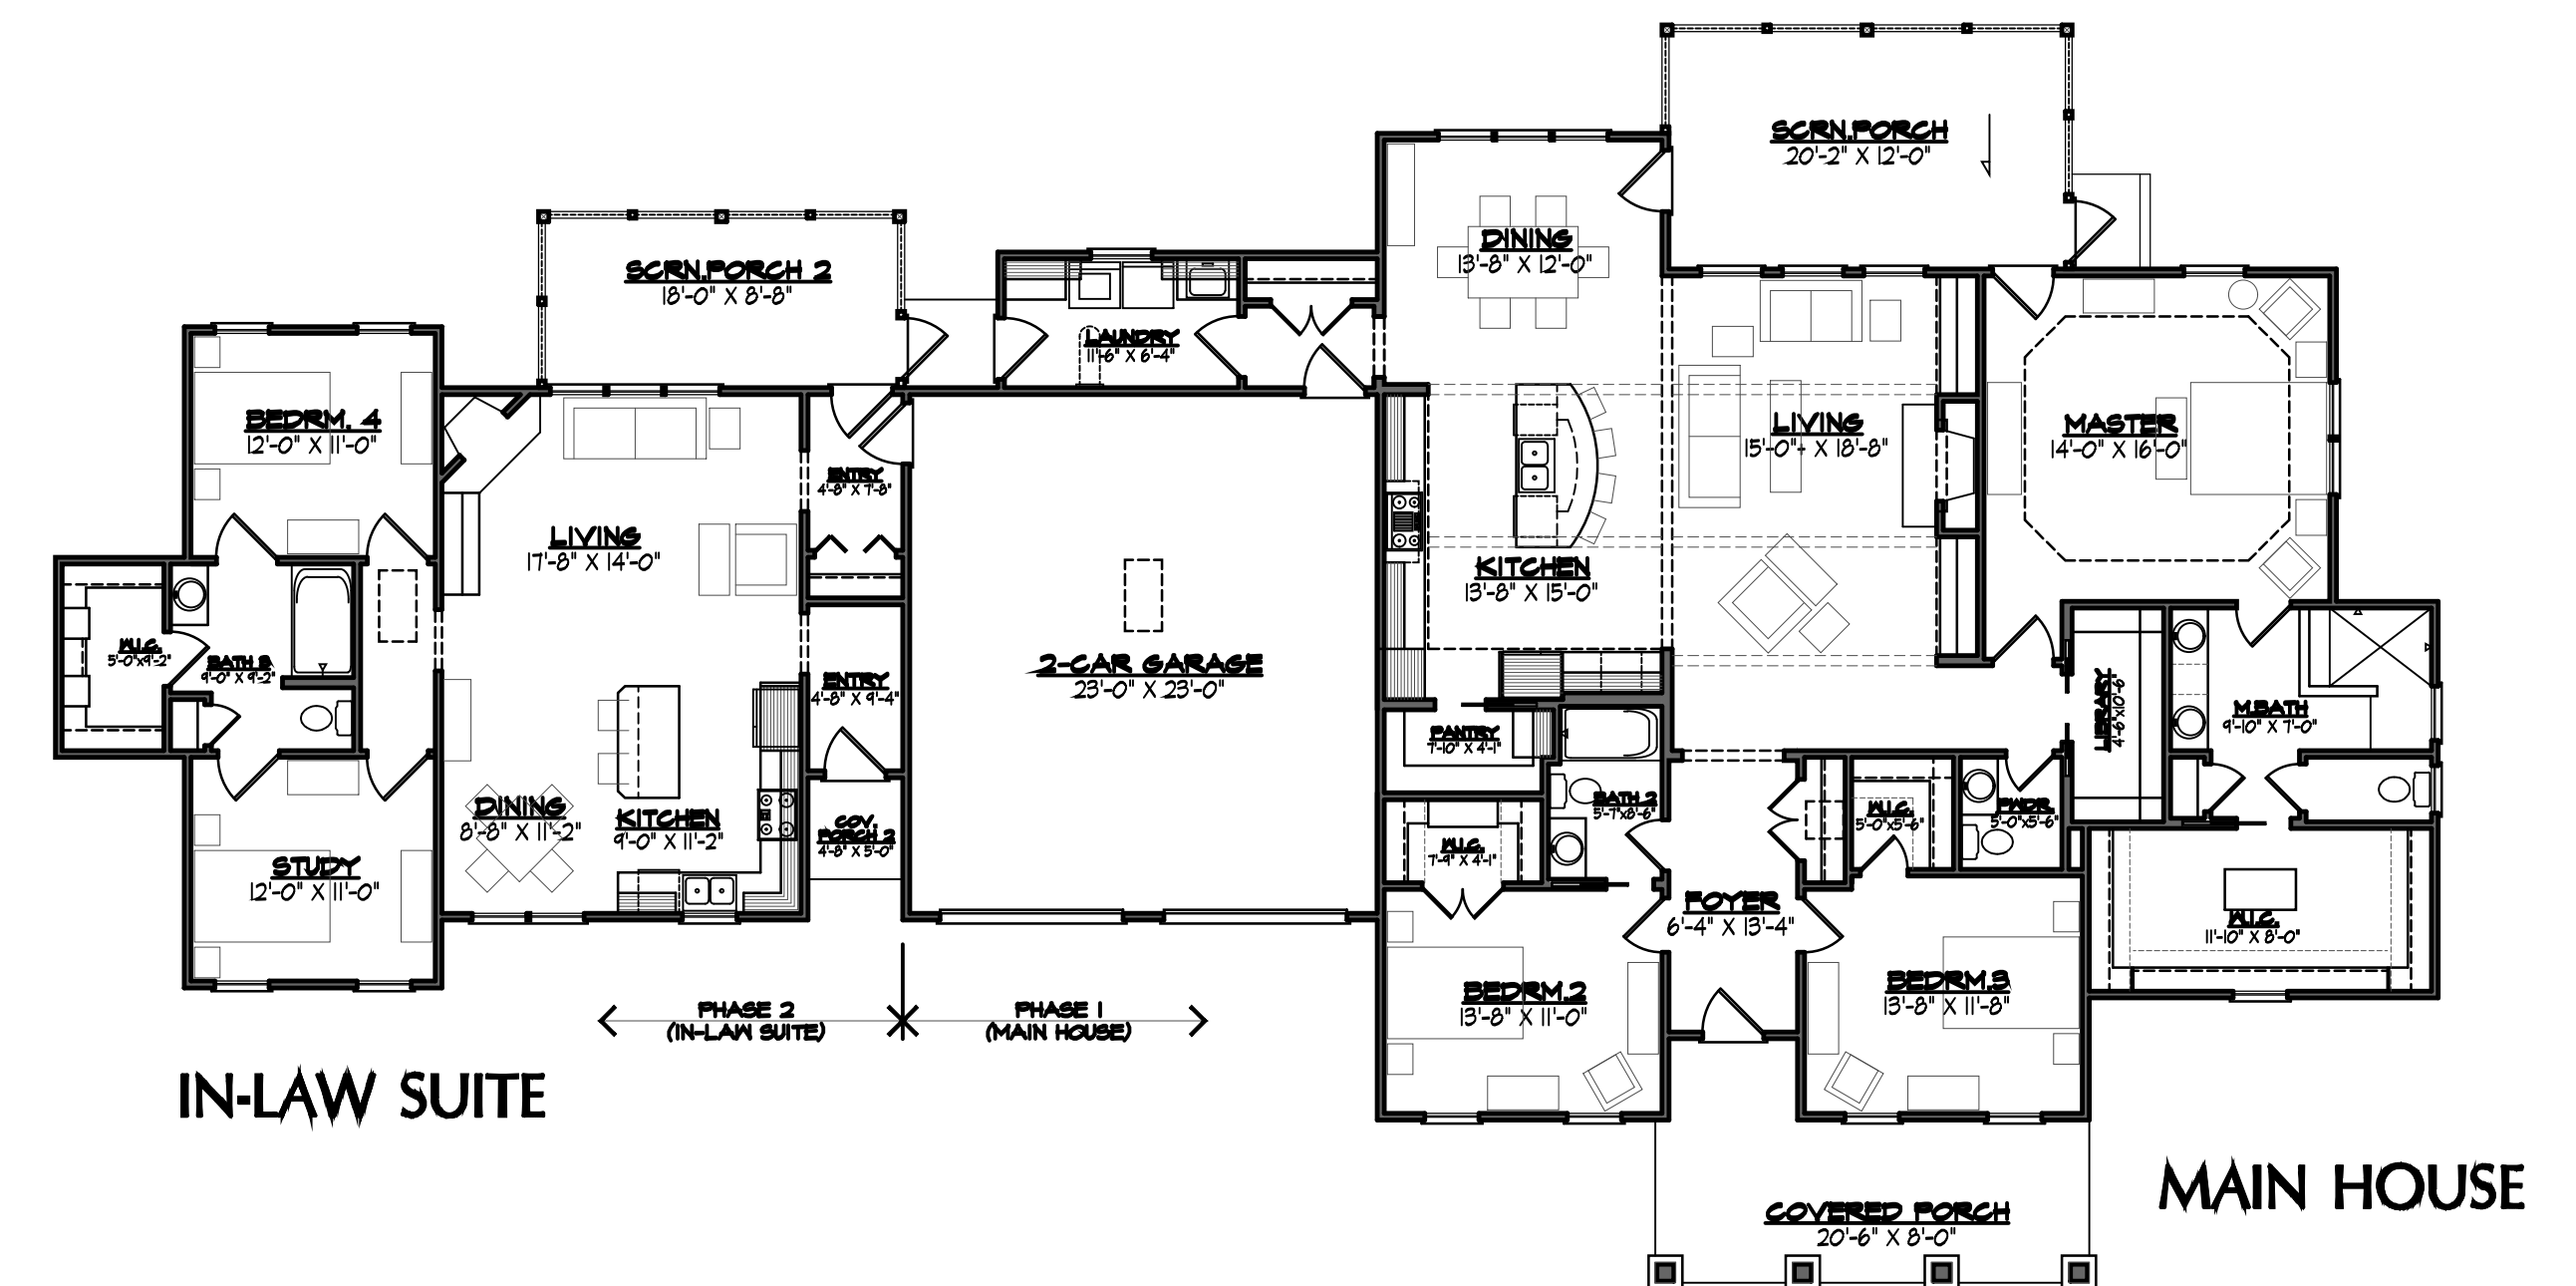 SCRN.PORCH
20'-2" X 12'-0"
DINING
13'-8" X 12'-0"
SCRN.PORCH 2
18'-0" X 8'-8"
LAUNDRY
11'-6" X 6'-4"
BEDRM. 4
12'-0" X 11'-0"
LIVING
15'-0"+ X 18'-8"
MASTER
14'-0" X 16'-0"
ENTRY
4'-8" X 7'-8"
LIVING
17'-8" X 14'-0"
KITCHEN
13'-8" X 15'-0"
W.I.C.
5'-0"x9'-2"
BATH 3
9'-0" X 9'-2"
2-CAR GARAGE
23'-0" X 23'-0"
ENTRY
4'-8" X 9'-4"
LIBRARY
4'-6"x10'-6"
M.BATH
9'-10" X 7'-0"
PANTRY
7'-10" X 4'-1"
DINING
8'-8" X 11'-2"
KITCHEN
9'-0" X 11'-2"
COV.
PORCH 2
4'-8" X 5'-0"
BATH 2
5'-7"x8'-6"
W.I.C.
5'-0"x5'-6"
PWDR.
5'-0"x5'-6"
W.I.C.
7'-9" X 4'-1"
STUDY
12'-0" X 11'-0"
FOYER
6'-4" X 13'-4"
W.I.C.
11'-10" X 8'-0"
BEDRM.2
13'-8" X 11'-0"
BEDRM.3
13'-8" X 11'-8"
PHASE 2
(IN-LAW SUITE)
PHASE 1
(MAIN HOUSE)
IN-LAW SUITE
MAIN HOUSE
COVERED PORCH
20'-6" X 8'-0"